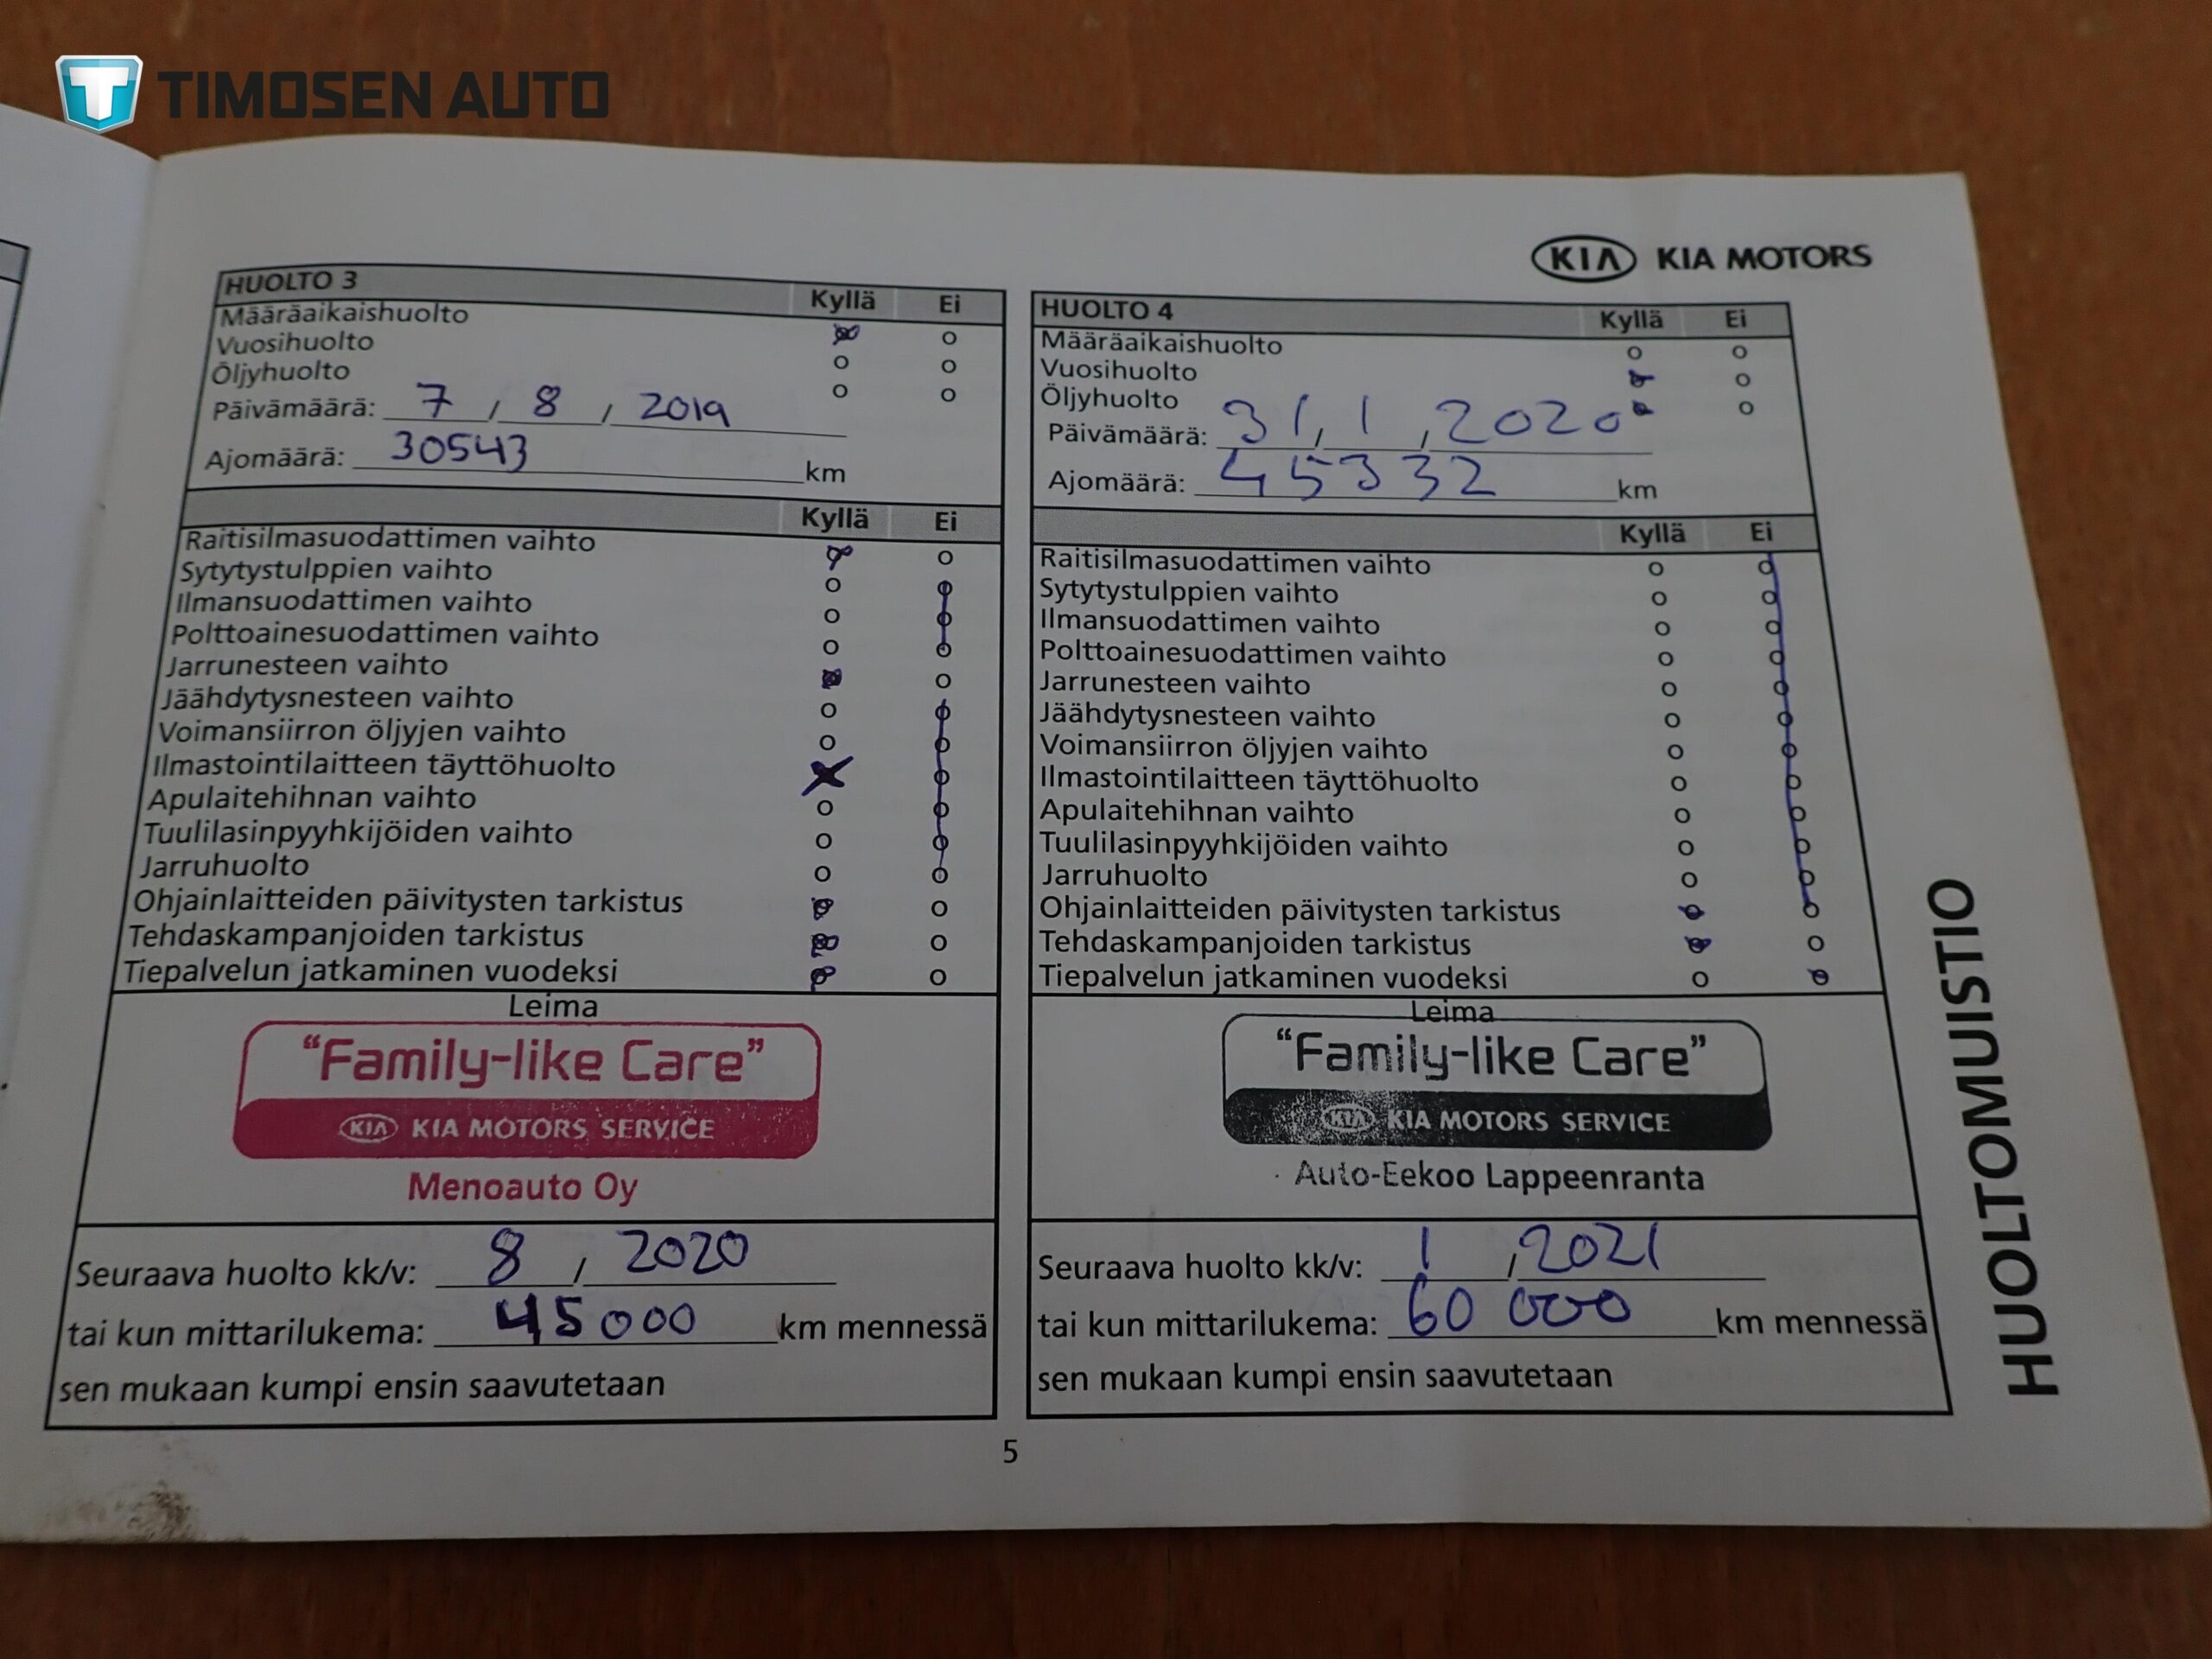 TIMOSEN AUTO
KIA KIA MOTORS
HUOLTO 3 Kyllä Ei
Määräaikaishuolto
Vuosihuolto
Öljyhuolto
Päivämäärä: 7 / 8 / 2019
Ajomäärä: 30543 km
Kyllä Ei
Raitisilmasuodattimen vaihto
Sytytystulppien vaihto
Ilmansuodattimen vaihto
Polttoainesuodattimen vaihto
Jarrunesteen vaihto
Jäähdytysnesteen vaihto
Voimansiirron öljyjen vaihto
Ilmastointilaitteen täyttöhuolto
Apulaitehihnan vaihto
Tuulilasinpyyhkijöiden vaihto
Jarruhuolto
Ohjainlaitteiden päivitysten tarkistus
Tehdaskampanjoiden tarkistus
Tiepalvelun jatkaminen vuodeksi
Leima
"Family-like Care"
KIA KIA MOTORS SERVICE
Menoauto Oy
Seuraava huolto kk/v: 8 / 2020
tai kun mittarilukema: 45000 km mennessä
sen mukaan kumpi ensin saavutetaan
HUOLTO 4 Kyllä Ei
Määräaikaishuolto
Vuosihuolto
Öljyhuolto
Päivämäärä: 31 / 1 / 2020
Ajomäärä: 45332 km
Kyllä Ei
Raitisilmasuodattimen vaihto
Sytytystulppien vaihto
Ilmansuodattimen vaihto
Polttoainesuodattimen vaihto
Jarrunesteen vaihto
Jäähdytysnesteen vaihto
Voimansiirron öljyjen vaihto
Ilmastointilaitteen täyttöhuolto
Apulaitehihnan vaihto
Tuulilasinpyyhkijöiden vaihto
Jarruhuolto
Ohjainlaitteiden päivitysten tarkistus
Tehdaskampanjoiden tarkistus
Tiepalvelun jatkaminen vuodeksi
Leima
"Family-like Care"
KIA KIA MOTORS SERVICE
Auto-Eekoo Lappeenranta
Seuraava huolto kk/v: 1 / 2021
tai kun mittarilukema: 60 000 km mennessä
sen mukaan kumpi ensin saavutetaan
HUOLTOMUISTIO
5